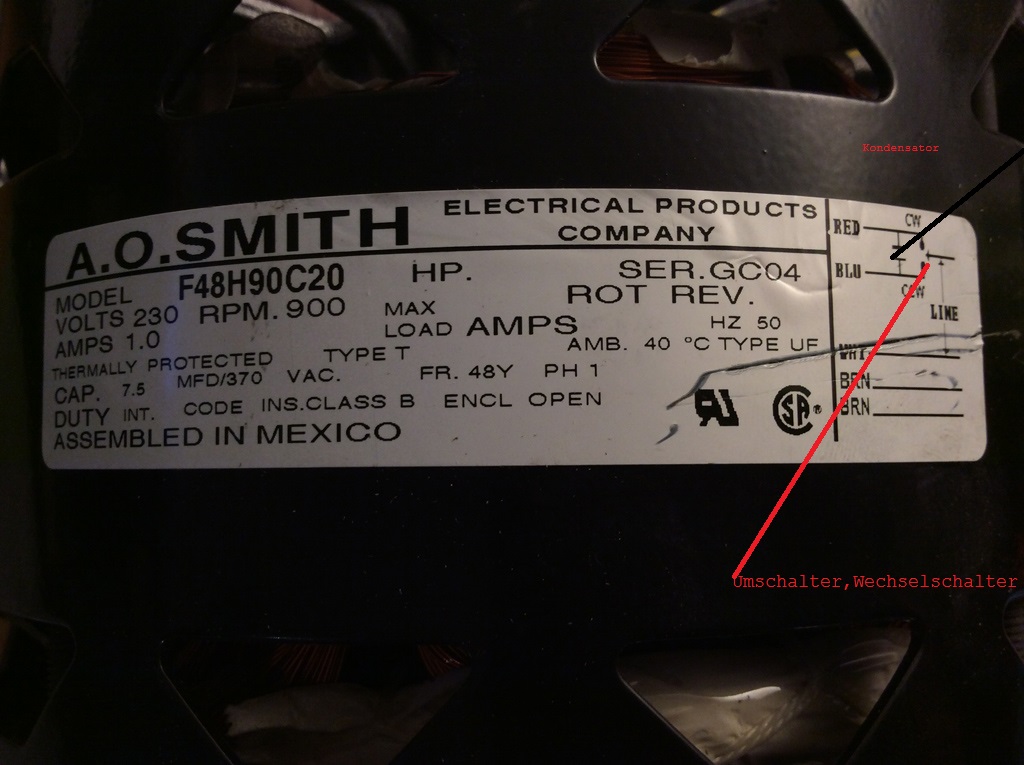 Kondensator
A.O.SMITH ELECTRICAL PRODUCTS
COMPANY
MODEL F48H90C20 HP. SER.GC04
VOLTS 230 RPM. 900 MAX ROT REV.
AMPS 1.0 LOAD AMPS HZ 50
THERMALLY PROTECTED TYPE T AMB. 40 °C TYPE UF
CAP. 7.5 MFD/370 VAC. FR. 48Y PH 1
DUTY INT. CODE INS.CLASS B ENCL OPEN
ASSEMBLED IN MEXICO
SA®
RED CW
BLU
CCW
LINE
WHT
BRN
BRN
Umschalter,Wechselschalter